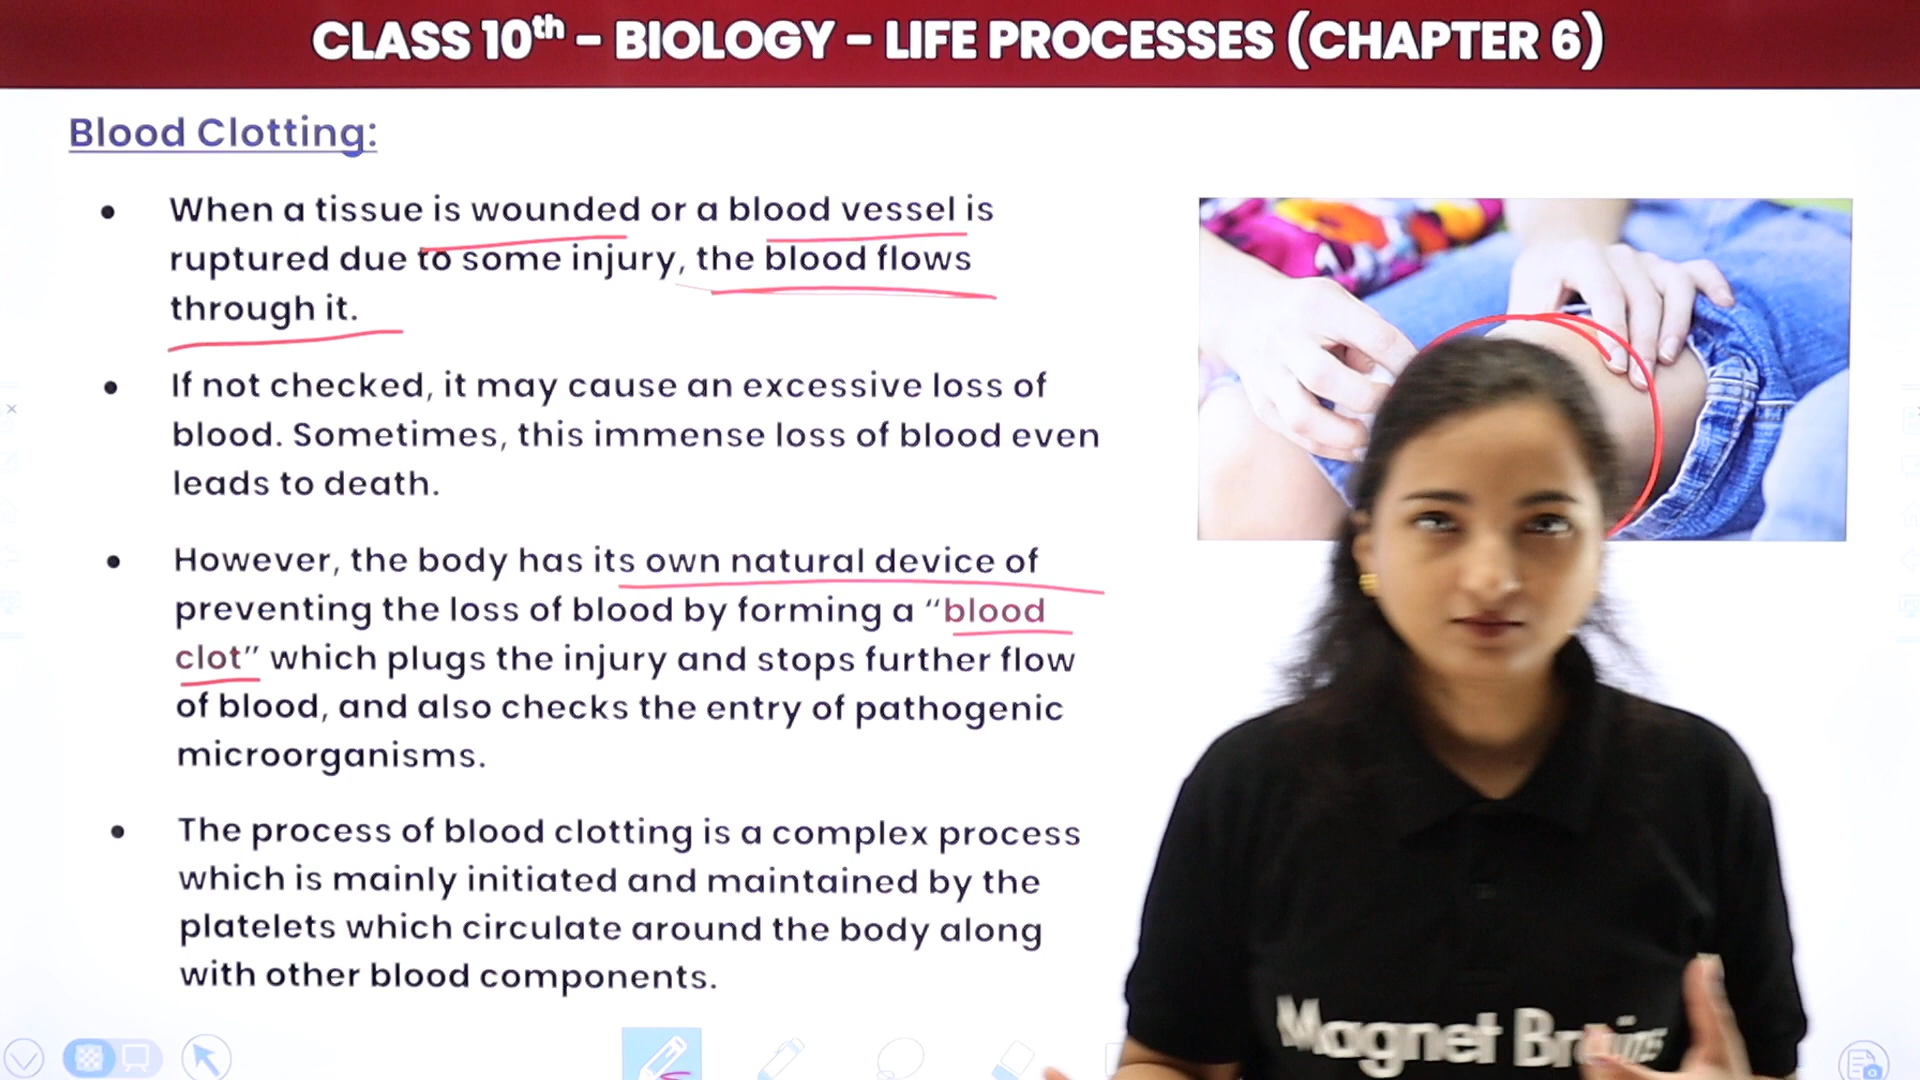 CLASS 10th - BIOLOGY - LIFE PROCESSES (CHAPTER 6)
Blood Clotting:
• When a tissue is wounded or a blood vessel is
ruptured due to some injury, the blood flows
through it.
• If not checked, it may cause an excessive loss of
blood. Sometimes, this immense loss of blood even
leads to death.
• However, the body has its own natural device of
preventing the loss of blood by forming a “blood
clot” which plugs the injury and stops further flow
of blood, and also checks the entry of pathogenic
microorganisms.
• The process of blood clotting is a complex process
which is mainly initiated and maintained by the
platelets which circulate around the body along
with other blood components.
Magnet Brains